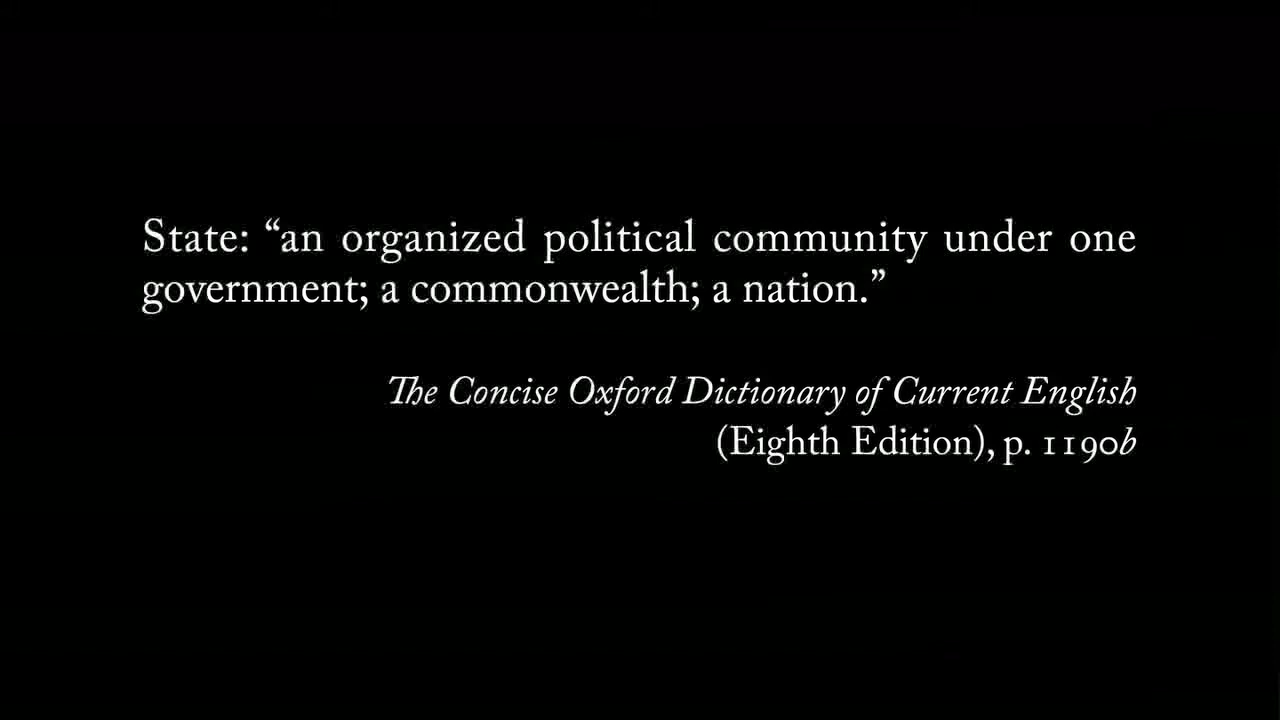 State: “an organized political community under one
government; a commonwealth; a nation.”
The Concise Oxford Dictionary of Current English
(Eighth Edition), p. 1190b